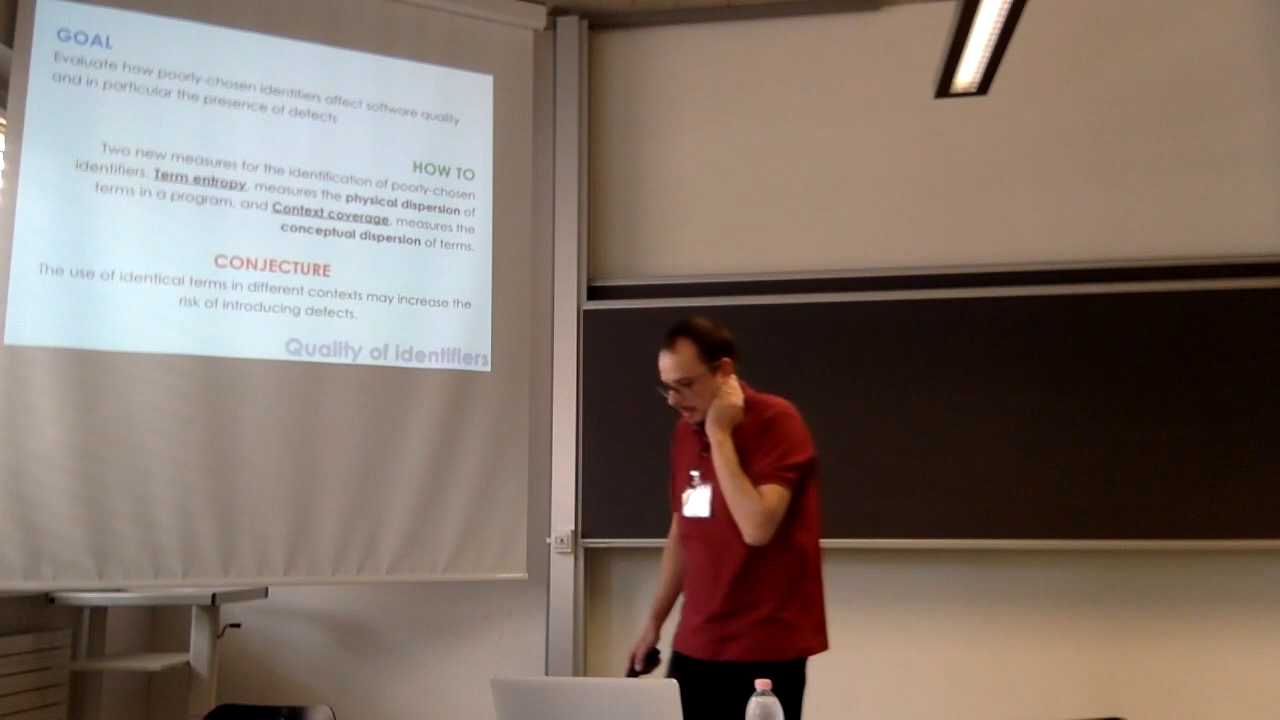 GOAL
Evaluate how poorly-chosen identifiers affect software quality
and in particular the presence of defects
HOW TO
Two new measures for the identification of poorly-chosen
identifiers. Term entropy, measures the physical dispersion of
terms in a program, and Context coverage, measures the
conceptual dispersion of terms.
CONJECTURE
The use of identical terms in different contexts may increase the
risk of introducing defects.
Quality of identifiers